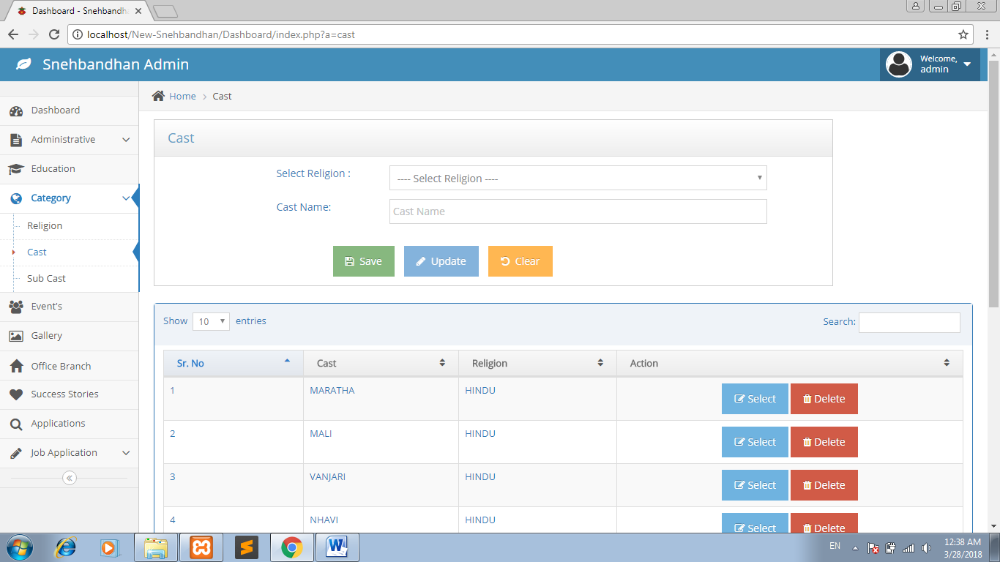 Dashboard - Snehbandh
localhost/New-Snehbandhan/Dashboard/index.php?a=cast
Snehbandhan Admin
Welcome,
admin
Home > Cast
Dashboard
Administrative
Education
Category
Religion
Cast
Sub Cast
Event's
Gallery
Office Branch
Success Stories
Applications
Job Application
Cast
Select Religion :
---- Select Religion ----
Cast Name:
Cast Name
Save Update Clear
Show 10 entries
Search:
Sr. No Cast Religion Action
1 MARATHA HINDU Select Delete
2 MALI HINDU Select Delete
3 VANJARI HINDU Select Delete
4 NHAVI HINDU Select Delete
EN
12:38 AM
3/28/2018